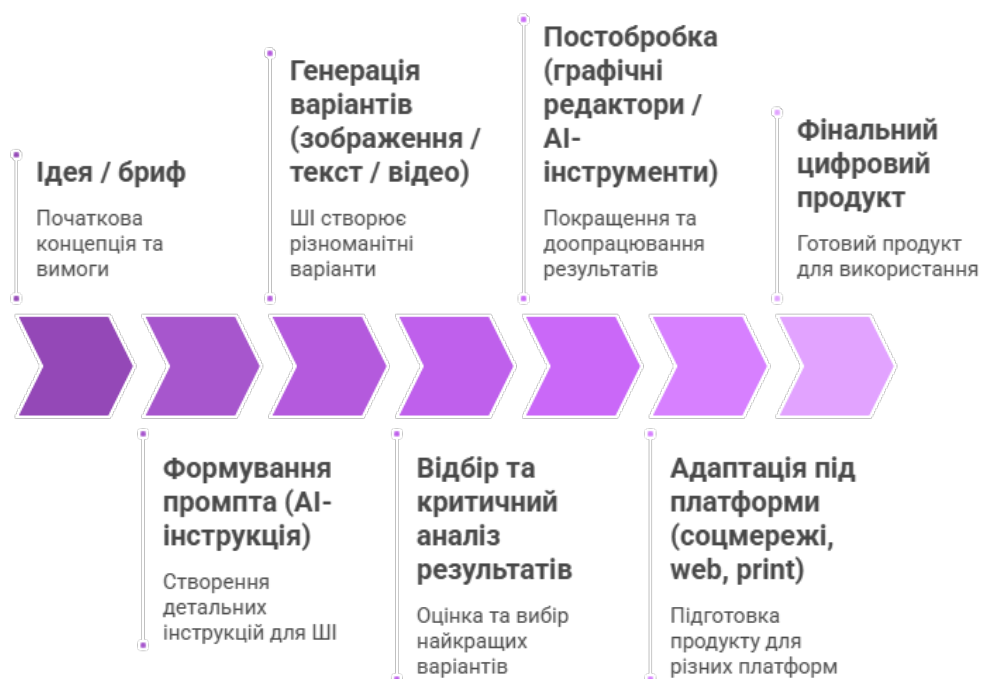 Ідея / бриф
Початкова
концепція та
вимоги
Формування
промпта (AI-
інструкція)
Створення
детальних
інструкцій для ШІ
Генерація
варіантів
(зображення /
текст / відео)
ШІ створює
різноманітні
варіанти
Відбір та
критичний
аналіз
результатів
Оцінка та вибір
найкращих
варіантів
Постобробка
(графічні
редактори /
AI-
інструменти)
Покращення та
доопрацювання
результатів
Адаптація під
платформи
(соцмережі,
web, print)
Підготовка
продукту для
різних платформ
Фінальний
цифровий
продукт
Готовий продукт
для використання